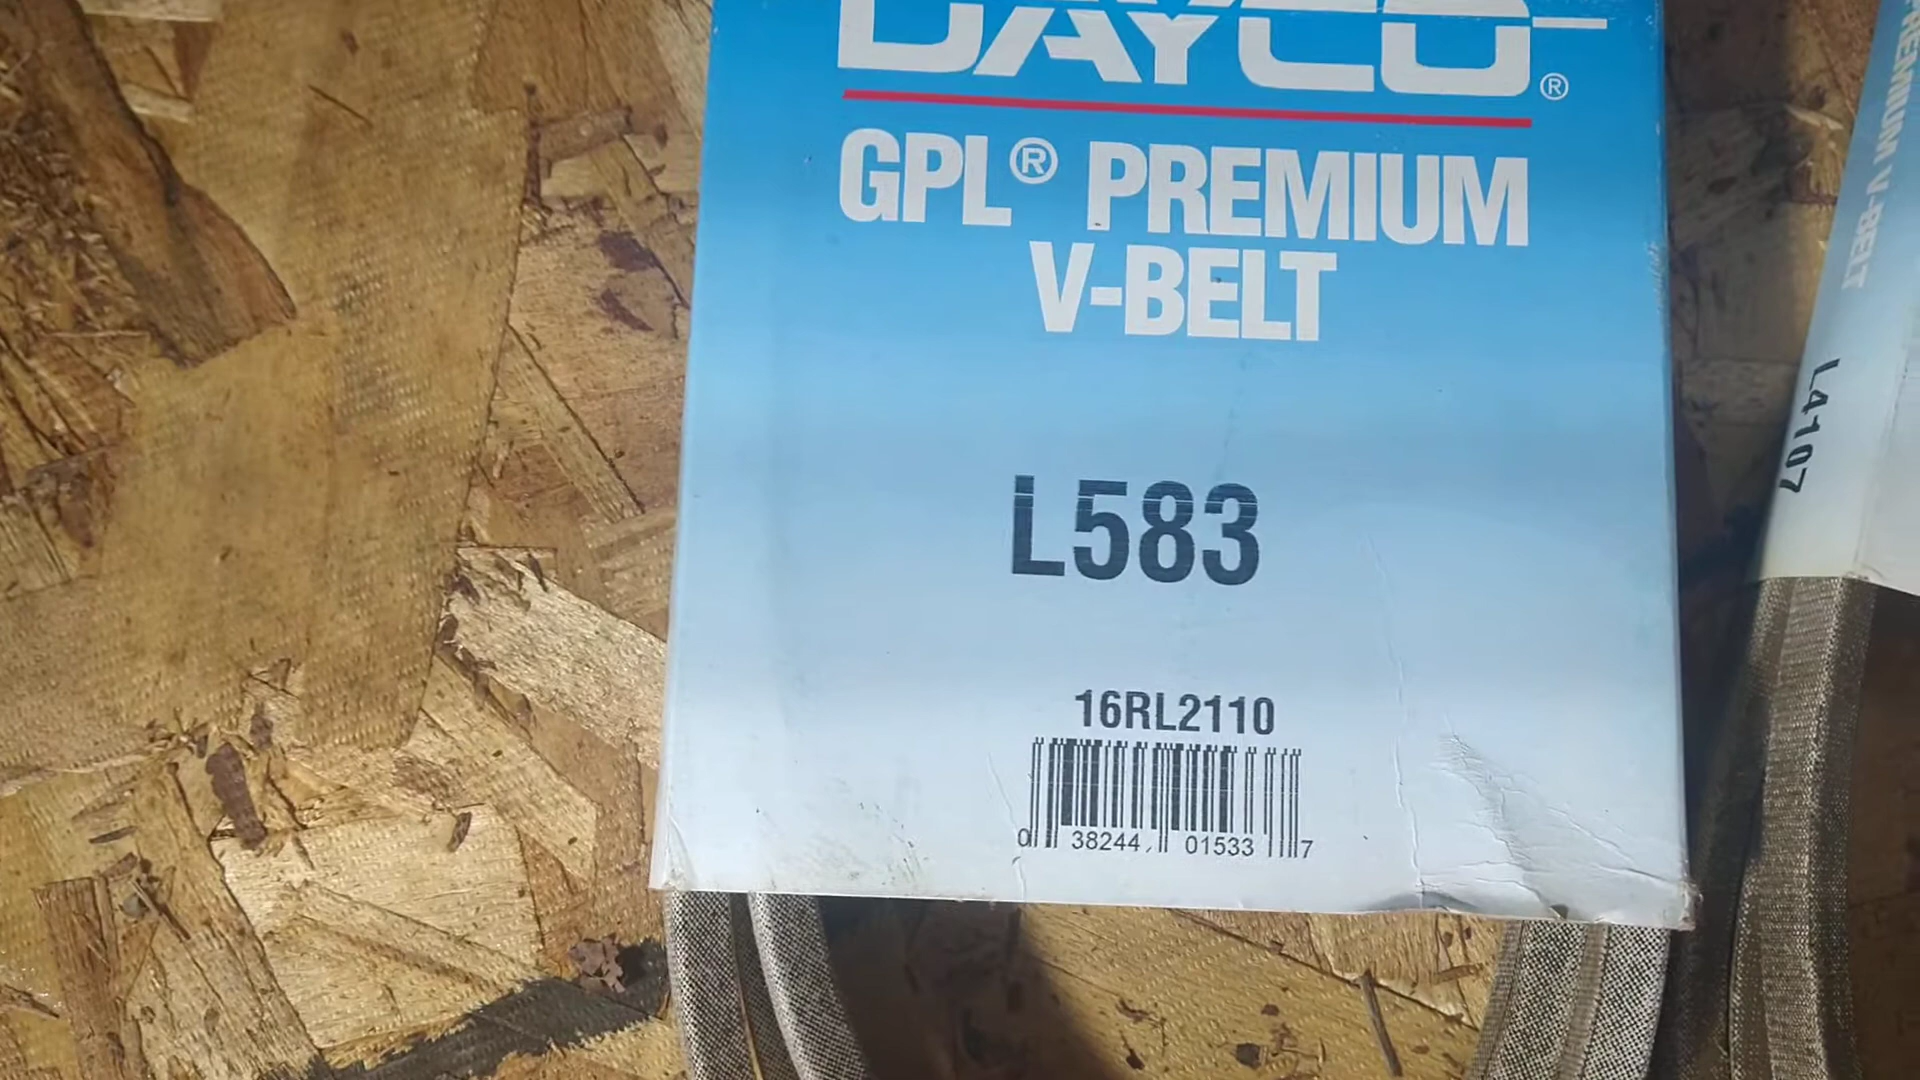 DAYCO®
GPL® PREMIUM
V-BELT
L583
16RL2110
0 38244 01533 7
PREMIUM V-BELT
L4107